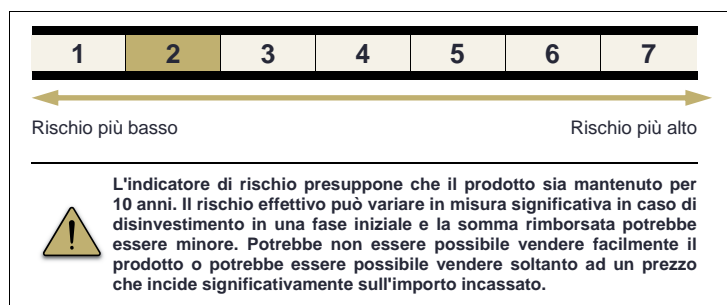 1 2 3 4 5 6 7
Rischio più basso Rischio più alto
L'indicatore di rischio presuppone che il prodotto sia mantenuto per
10 anni. Il rischio effettivo può variare in misura significativa in caso di
disinvestimento in una fase iniziale e la somma rimborsata potrebbe
essere minore. Potrebbe non essere possibile vendere facilmente il
prodotto o potrebbe essere possibile vendere soltanto ad un prezzo
che incide significativamente sull'importo incassato.